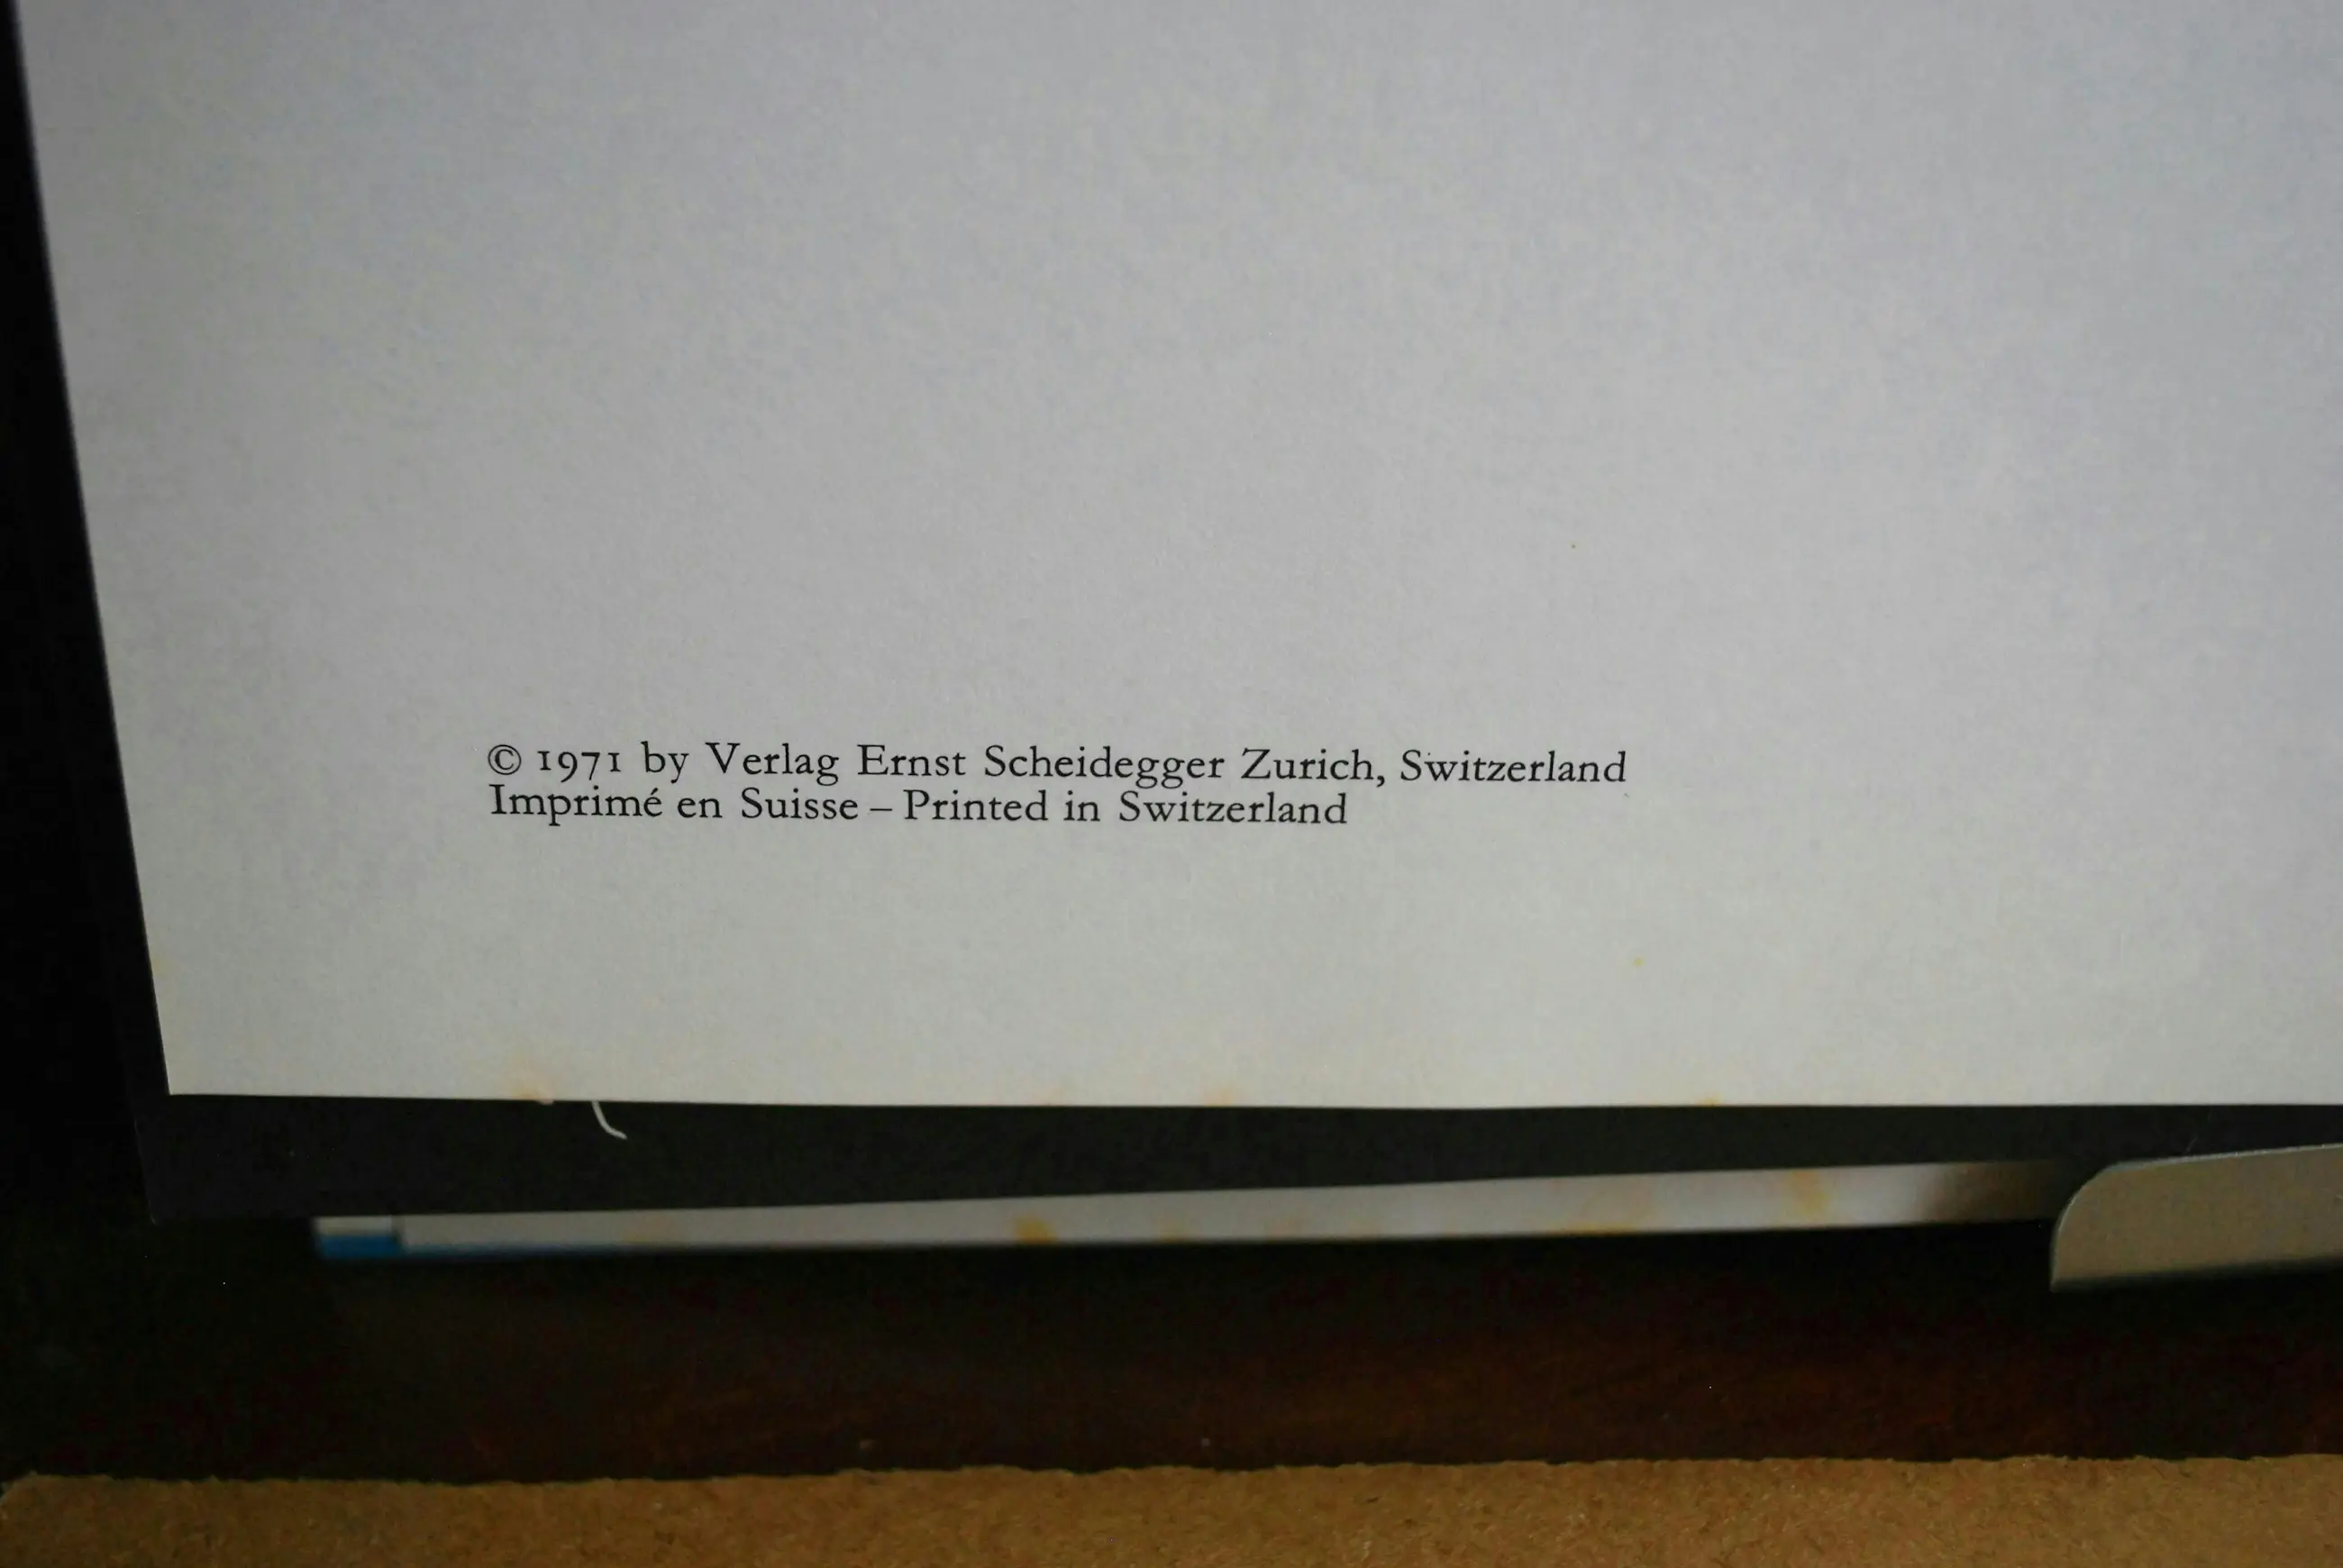 © 1971 by Verlag Ernst Scheidegger Zurich, Switzerland
Imprimé en Suisse – Printed in Switzerland